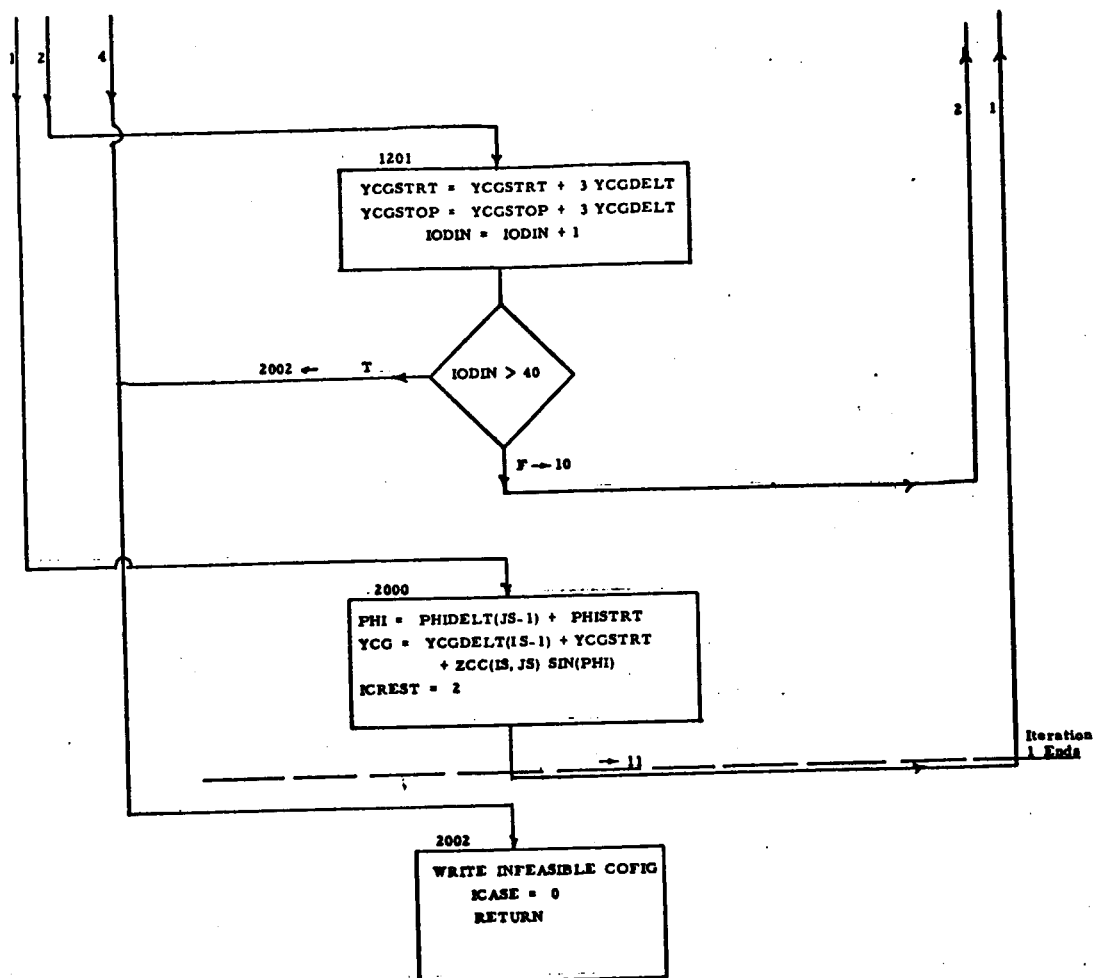 1 2 4
2 1
1201
YCGSTRT = YCGSTRT + 3 YCGDELT
YCGSTOP = YCGSTOP + 3 YCGDELT
IODIN = IODIN + 1
2002 ← T
IODIN > 40
F → 10
2000
PHI = PHIDELT(JS-1) + PHISTRT
YCG = YCGDELT(IS-1) + YCGSTRT
+ ZCC(IS, JS) SIN(PHI)
ICREST = 2
Iteration
1 Ends
→ 11
2002
WRITE INFEASIBLE COFIG
ICASE = 0
RETURN